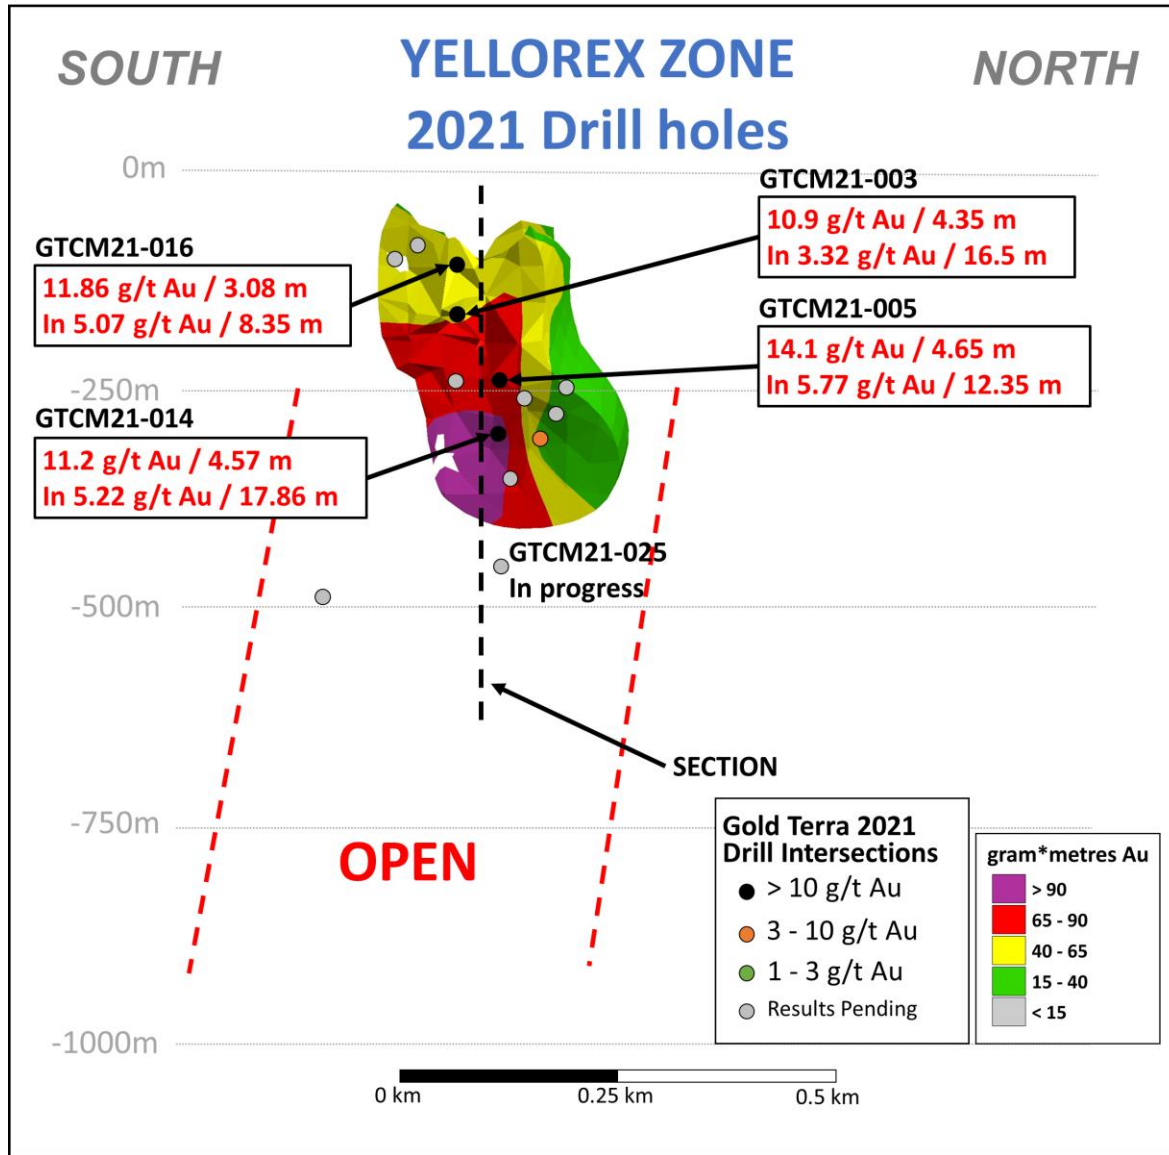 SOUTH
YELLOREX ZONE
NORTH
2021 Drill holes
0m
GTCM21-003
10.9 g/t Au / 4.35 m
In 3.32 g/t Au / 16.5 m
GTCM21-016
11.86 g/t Au / 3.08 m
In 5.07 g/t Au / 8.35 m
GTCM21-005
14.1 g/t Au / 4.65 m
In 5.77 g/t Au / 12.35 m
-250m
GTCM21-014
11.2 g/t Au / 4.57 m
In 5.22 g/t Au / 17.86 m
GTCM21-025
In progress
-500m
SECTION
-750m
OPEN
Gold Terra 2021
Drill Intersections
> 10 g/t Au
3 - 10 g/t Au
1 - 3 g/t Au
Results Pending
gram*metres Au
> 90
65 - 90
40 - 65
15 - 40
< 15
-1000m
0 km
0.25 km
0.5 km